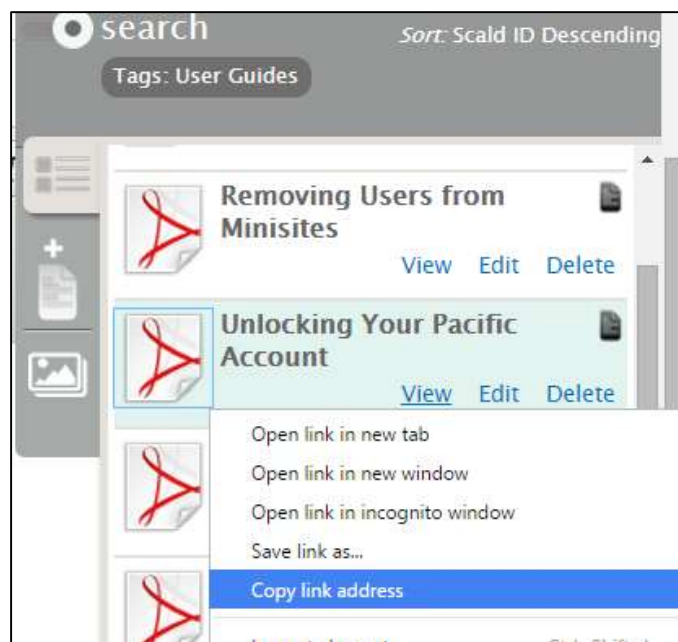 search
Sort: Scald ID Descending
Tags: User Guides
Removing Users from
Minisites
View Edit Delete
Unlocking Your Pacific
Account
View Edit Delete
Open link in new tab
Open link in new window
Open link in incognito window
Save link as...
Copy link address